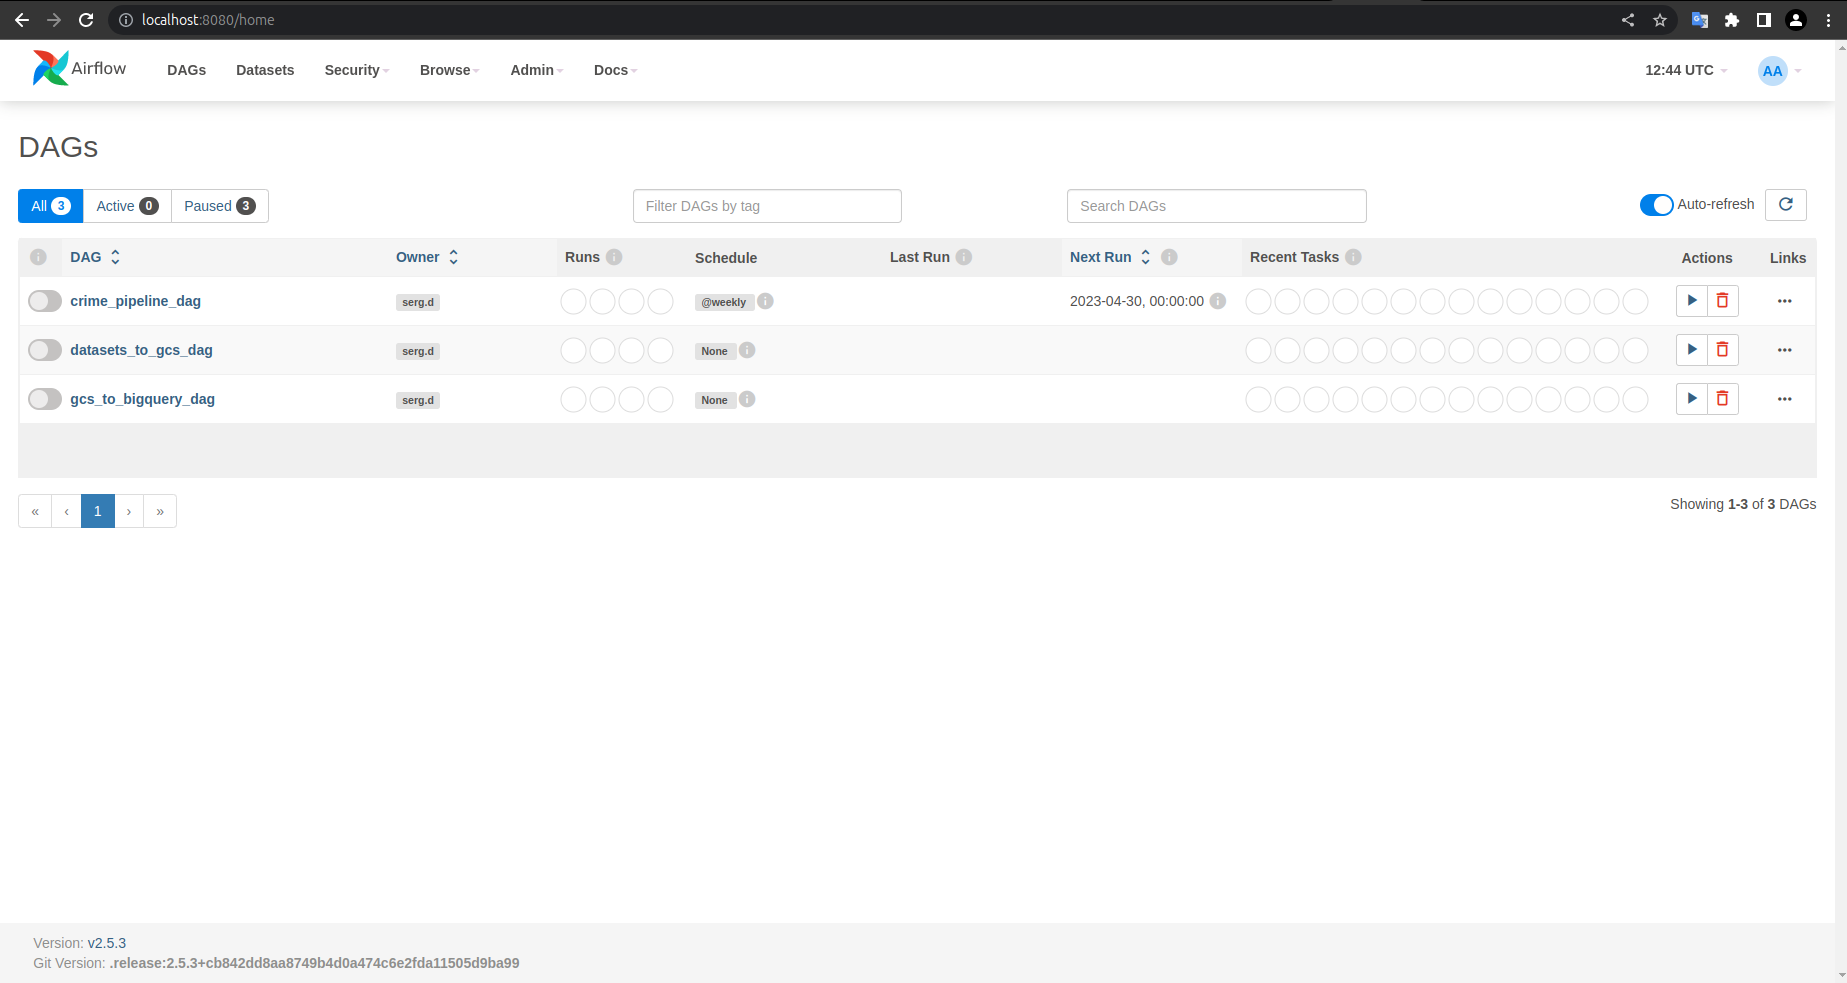 localhost:8080/home
Airflow DAGs Datasets Security Browse Admin Docs 12:44 UTC AA
DAGs
All 3 Active 0 Paused 3 Filter DAGs by tag Search DAGs Auto-refresh
DAG Owner Runs Schedule Last Run Next Run Recent Tasks Actions Links
crime_pipeline_dag serg.d @weekly 2023-04-30, 00:00:00
datasets_to_gcs_dag serg.d None
gcs_to_bigquery_dag serg.d None
« ‹ 1 › » Showing 1-3 of 3 DAGs
Version: v2.5.3
Git Version: .release:2.5.3+cb842dd8aa8749b4d0a474c6e2fda11505d9ba99